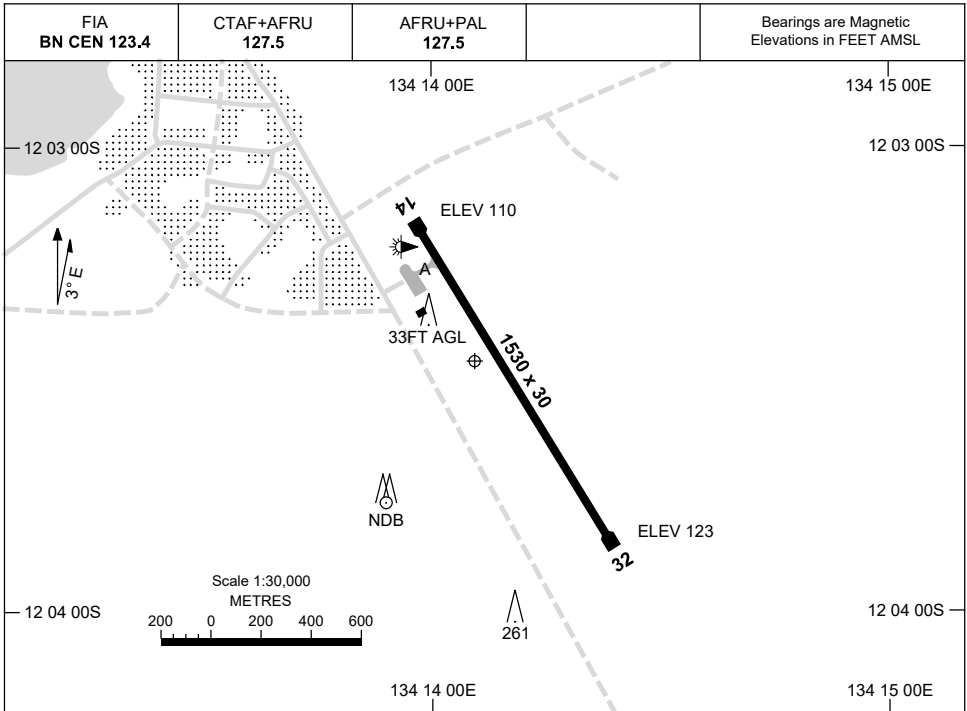 FIA
BN CEN 123.4
CTAF+AFRU
127.5
AFRU+PAL
127.5
Bearings are Magnetic
Elevations in FEET AMSL
134 14 00E
134 15 00E
12 03 00S
12 03 00S
14
ELEV 110
3° E
A
33FT AGL
1530 x 30
NDB
ELEV 123
32
Scale 1:30,000
METRES
200 0 200 400 600
12 04 00S
12 04 00S
261
134 14 00E
134 15 00E